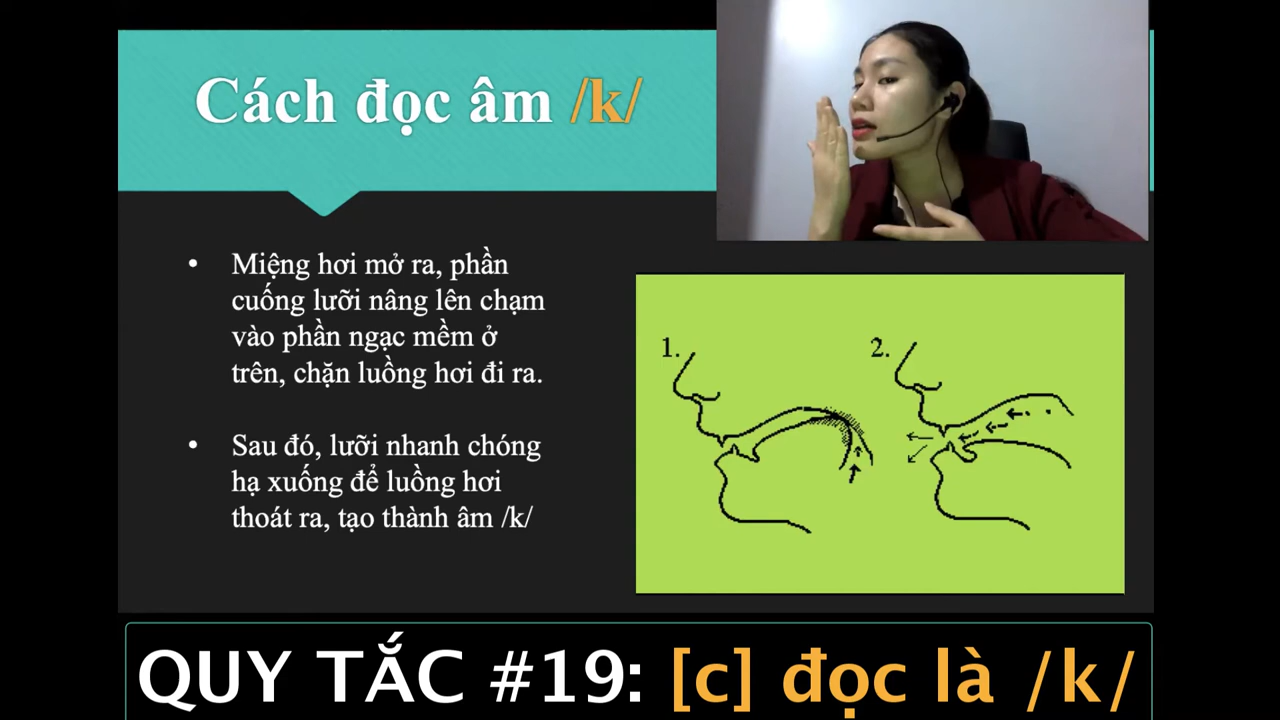 Cách đọc âm /k/
Miệng hơi mở ra, phần
cuống lưỡi nâng lên chạm
vào phần ngạc mềm ở
trên, chặn luồng hơi đi ra.
Sau đó, lưỡi nhanh chóng
hạ xuống để luồng hơi
thoát ra, tạo thành âm /k/
1.
2.
QUY TẮC #19: [c] đọc là /k/